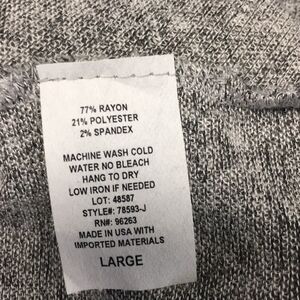 77% RAYON
21% POLYESTER
2% SPANDEX
MACHINE WASH COLD
WATER NO BLEACH
HANG TO DRY
LOW IRON IF NEEDED
LOT: 48587
STYLE#: 78593-J
RN#: 96263
MADE IN USA WITH
IMPORTED MATERIALS
LARGE